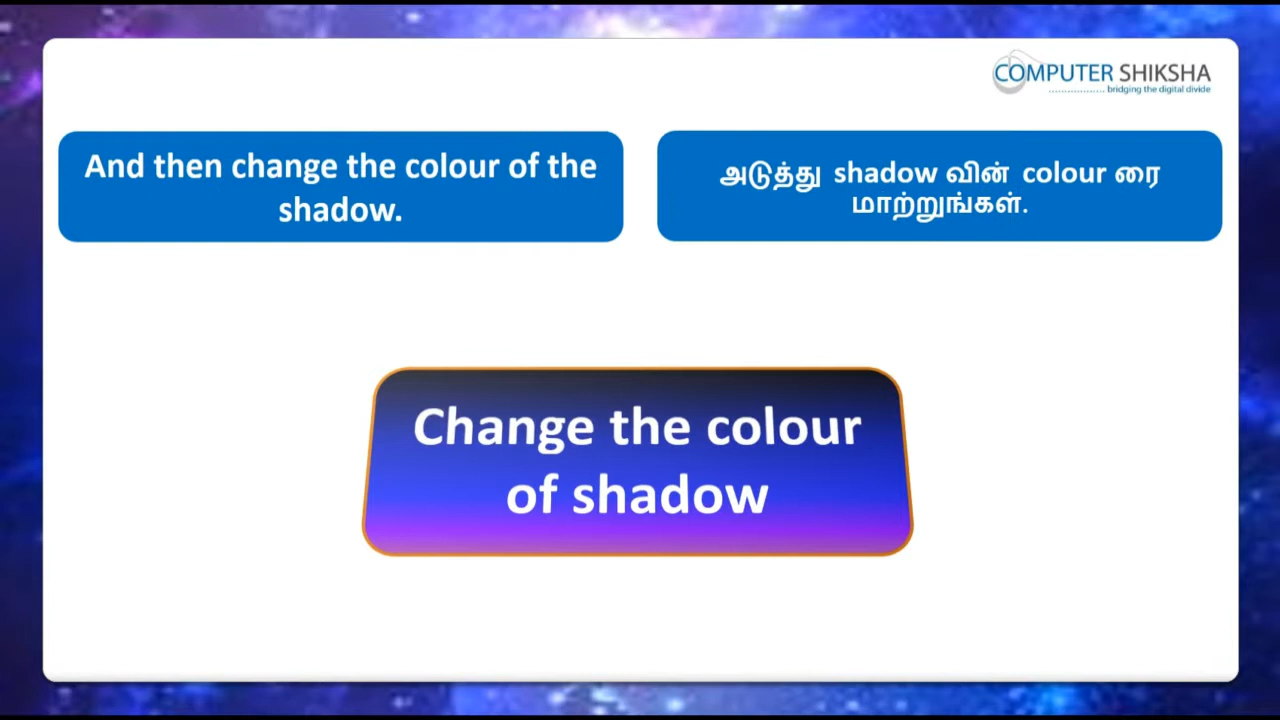 COMPUTER SHIKSHA
bridging the digital divide
And then change the colour of the
shadow.
அடுத்து shadow வின் colour ரை
மாற்றுங்கள்.
Change the colour
of shadow